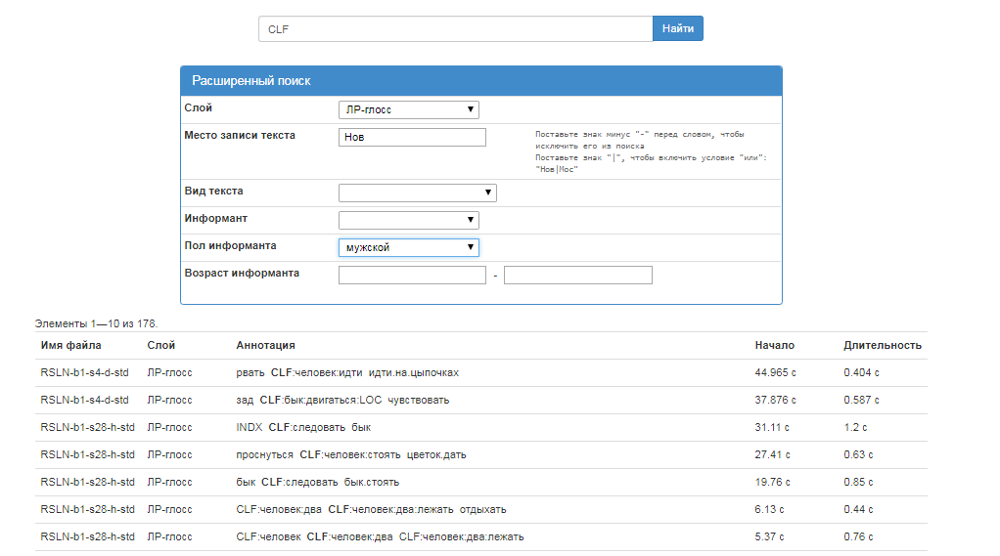 CLF Найти
Расширенный поиск
Слой ЛР-глосс
Место записи текста Нов Поставьте знак минус "-" перед словом, чтобы
исключить его из поиска
Поставьте знак "|", чтобы включить условие "или":
"Нов|Мос"
Вид текста
Информант
Пол информанта мужской
Возраст информанта -
Элементы 1—10 из 178.
Имя файла Слой Аннотация Начало Длительность
RSLN-b1-s4-d-std ЛР-глосс рвать CLF:человек:идти идти.на.цыпочках 44.965 с 0.404 с
RSLN-b1-s4-d-std ЛР-глосс зад CLF:бык:двигаться:LOC чувствовать 37.876 с 0.587 с
RSLN-b1-s28-h-std ЛР-глосс INDX CLF:следовать бык 31.11 с 1.2 с
RSLN-b1-s28-h-std ЛР-глосс проснуться CLF:человек:стоять цветок.дать 27.41 с 0.63 с
RSLN-b1-s28-h-std ЛР-глосс бык CLF:следовать бык.стоять 19.76 с 0.85 с
RSLN-b1-s28-h-std ЛР-глосс CLF:человек:два CLF:человек:два:лежать отдыхать 6.13 с 0.44 с
RSLN-b1-s28-h-std ЛР-глосс CLF:человек CLF:человек:два CLF:человек:два:лежать 5.37 с 0.76 с